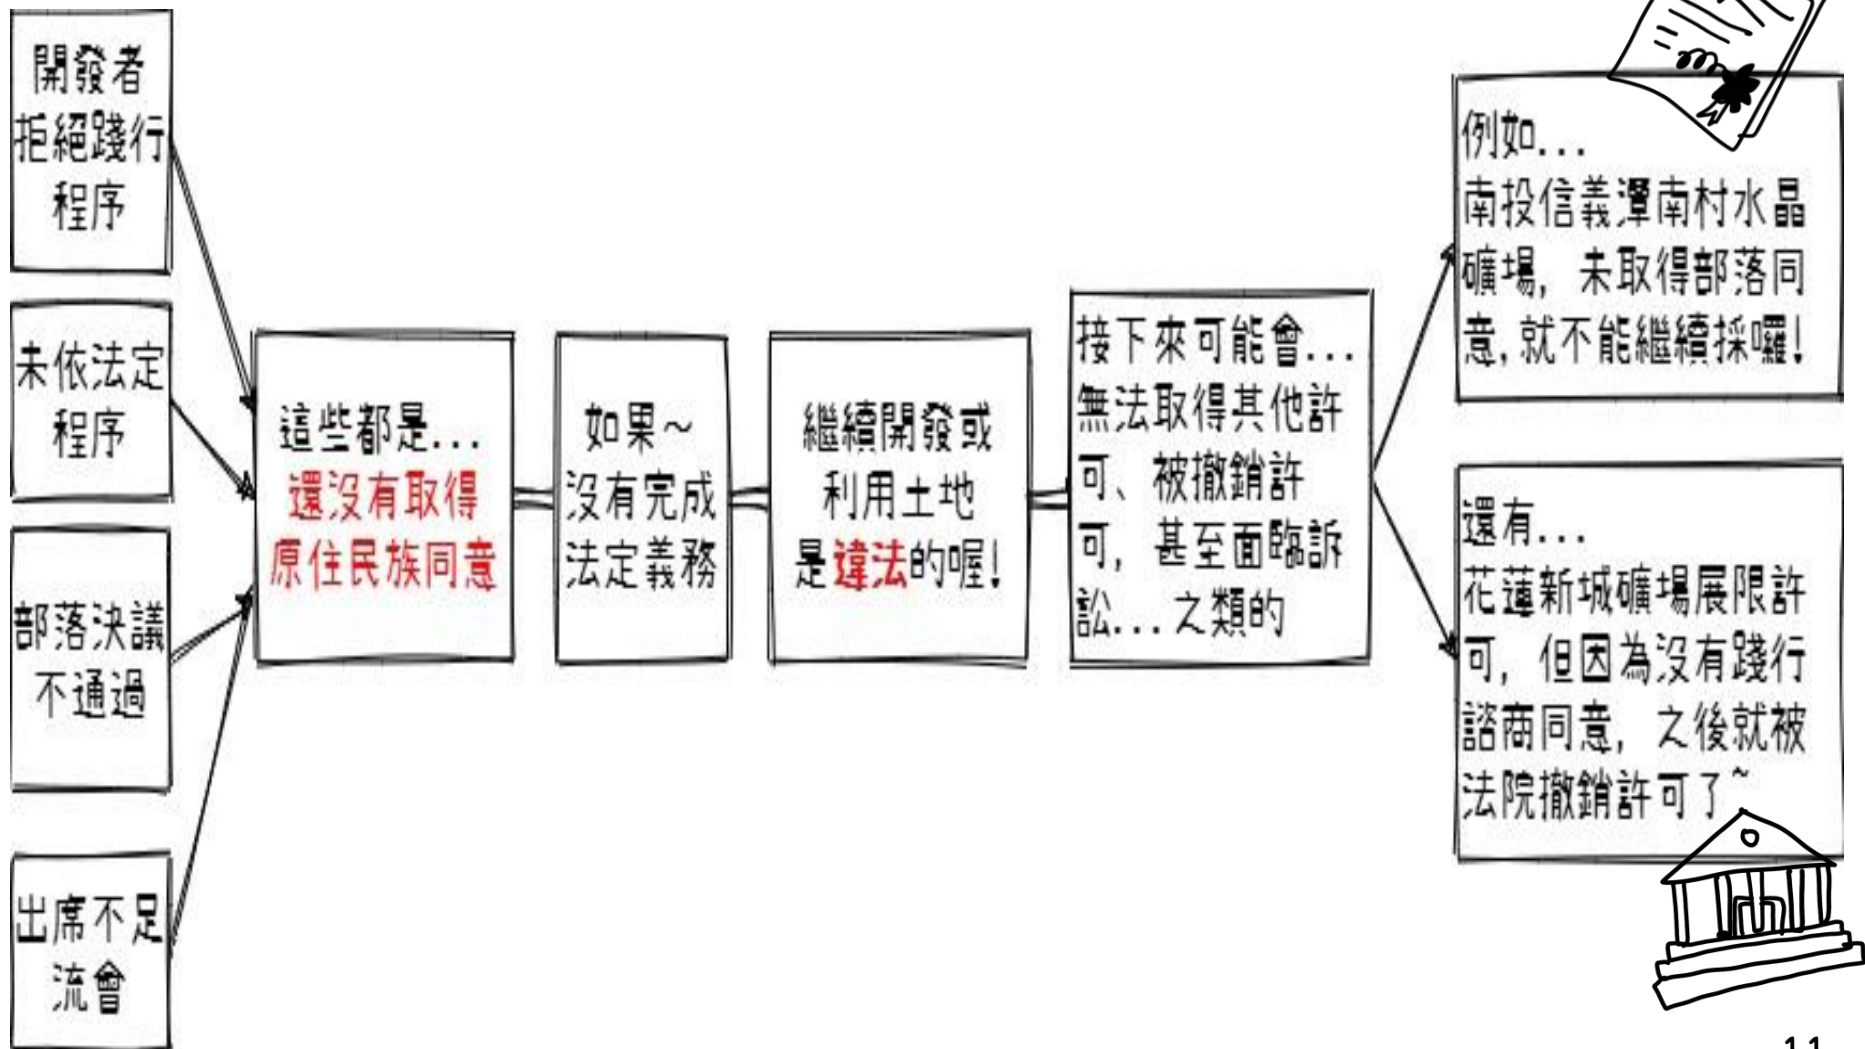 開發者
拒絕踐行
程序
未依法定
程序
部落決議
不通過
出席不足
流會
這些都是...
還沒有取得
原住民族同意
如果~
沒有完成
法定義務
繼續開發或
利用土地
是違法的喔!
接下來可能會...
無法取得其他許
可、被撤銷許
可, 甚至面臨訴
訟...之類的
例如...
南投信義潭南村水晶
礦場, 未取得部落同
意,就不能繼續採囉!
還有...
花蓮新城礦場展限許
可, 但因為沒有踐行
諮商同意, 之後就被
法院撤銷許可了~
11